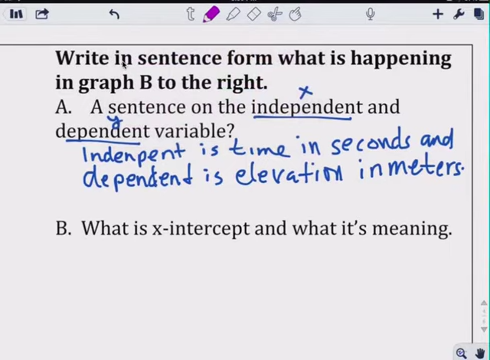 Write in sentence form what is happening
in graph B to the right.
x
A. A sentence on the independent and
y
dependent variable?
Indenpent is time in seconds and
dependent is elevation in meters.
B. What is x-intercept and what it's meaning.